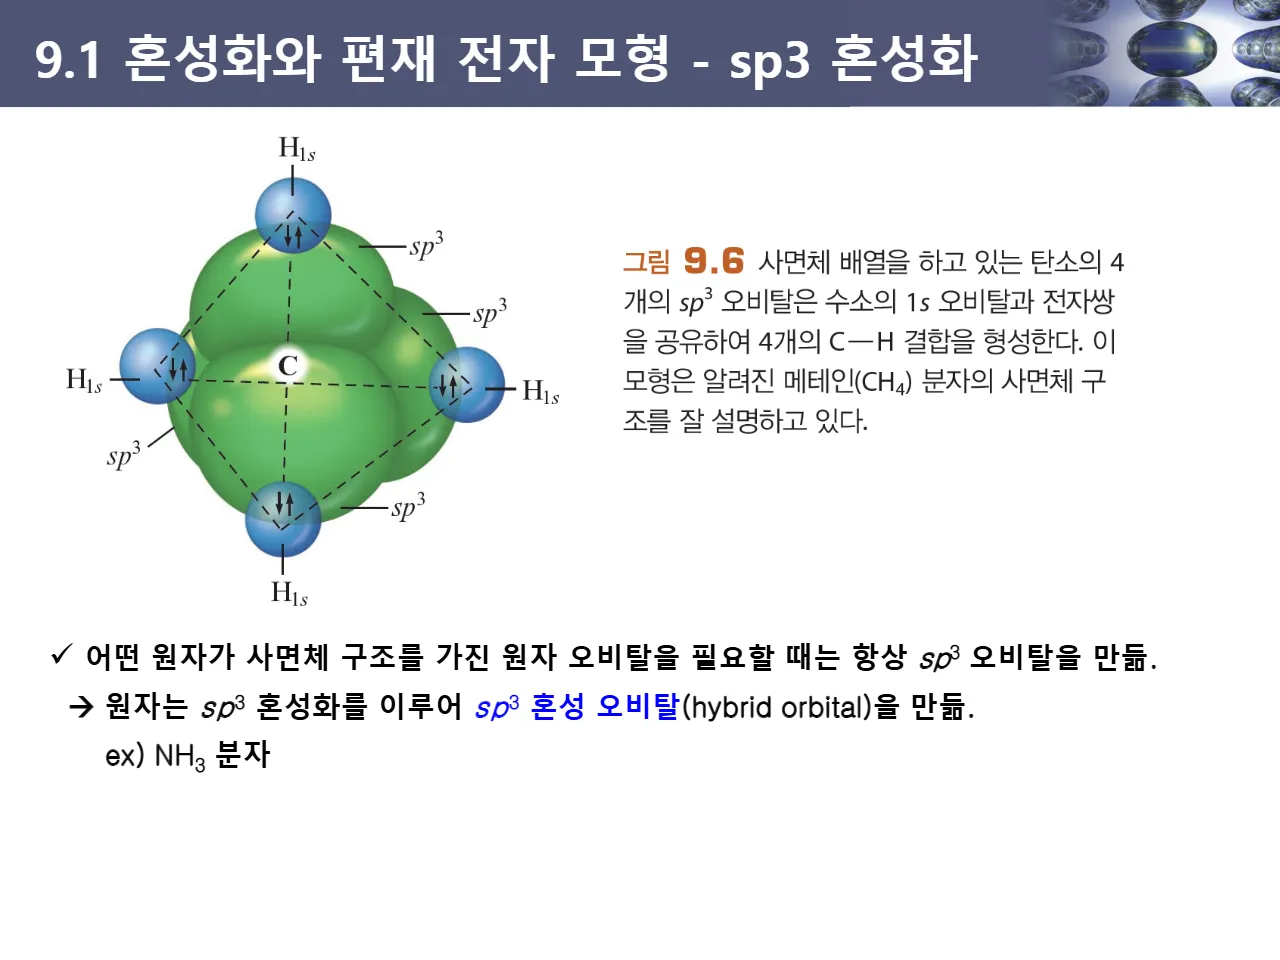 9.1 혼성화와 편재 전자 모형 - sp3 혼성화
H1s
sp3
sp3
C
H1s
H1s
sp3
sp3
H1s
그림 9.6 사면체 배열을 하고 있는 탄소의 4
개의 sp3 오비탈은 수소의 1s 오비탈과 전자쌍
을 공유하여 4개의 C—H 결합을 형성한다. 이
모형은 알려진 메테인(CH4) 분자의 사면체 구
조를 잘 설명하고 있다.
✓ 어떤 원자가 사면체 구조를 가진 원자 오비탈을 필요할 때는 항상 sp3 오비탈을 만듦.
→ 원자는 sp3 혼성화를 이루어 sp3 혼성 오비탈(hybrid orbital)을 만듦.
ex) NH3 분자